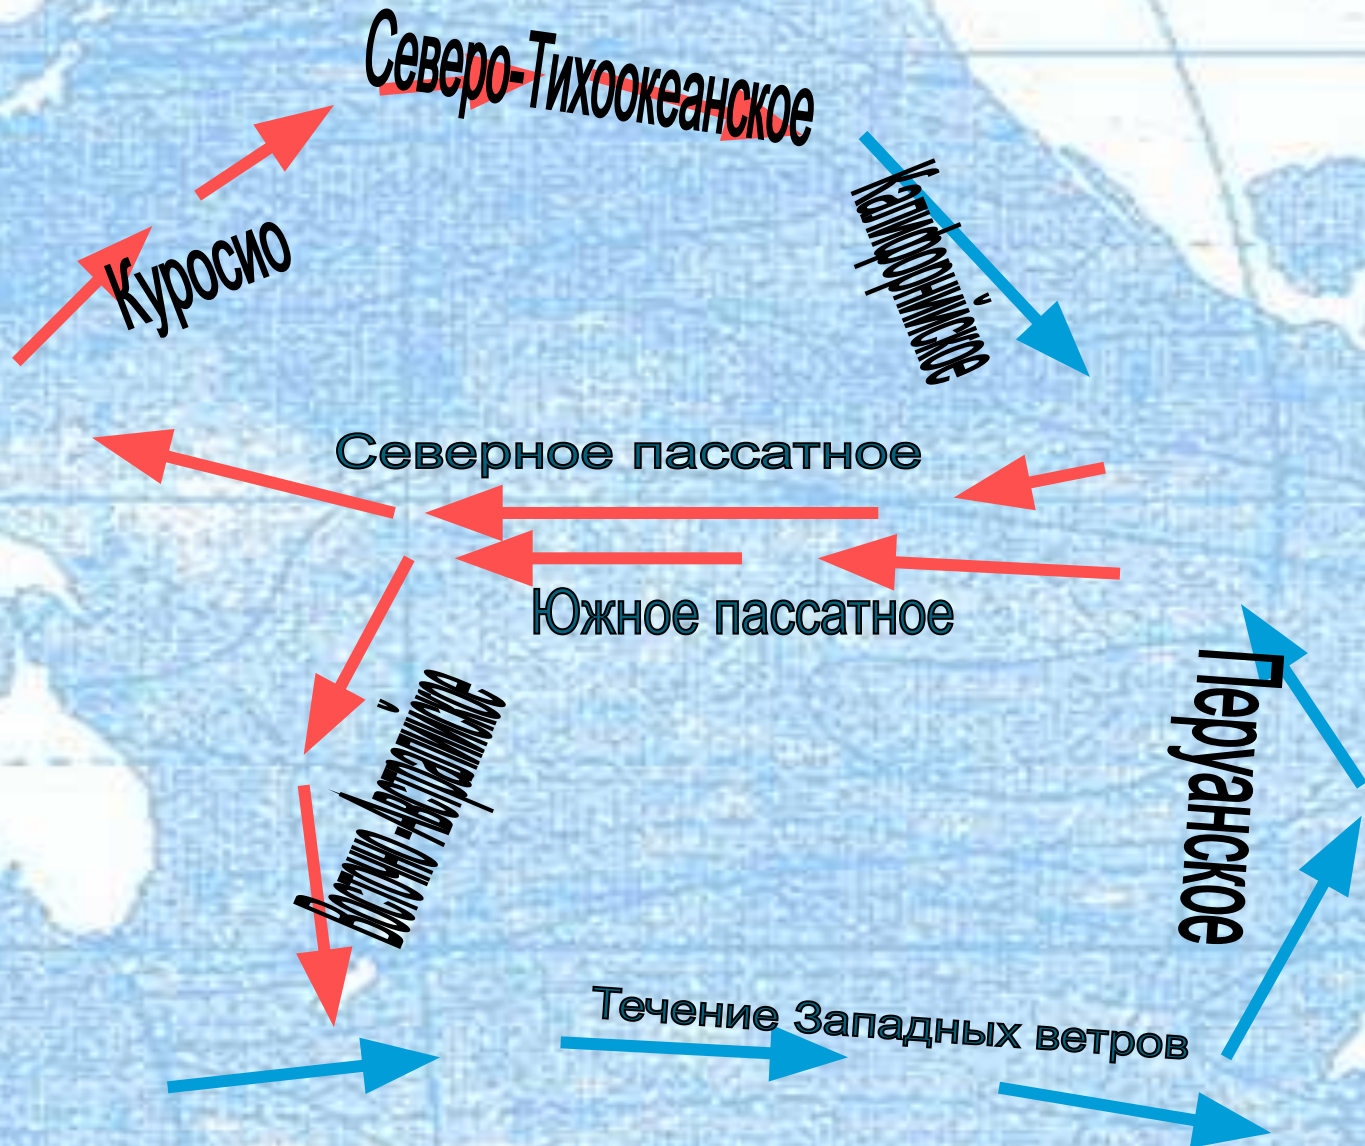 Северо-Тихоокеанское
Куросио
Калифорнийское
Северное пассатное
Южное пассатное
Восточно-Австралийское
Перуанское
Течение Западных ветров